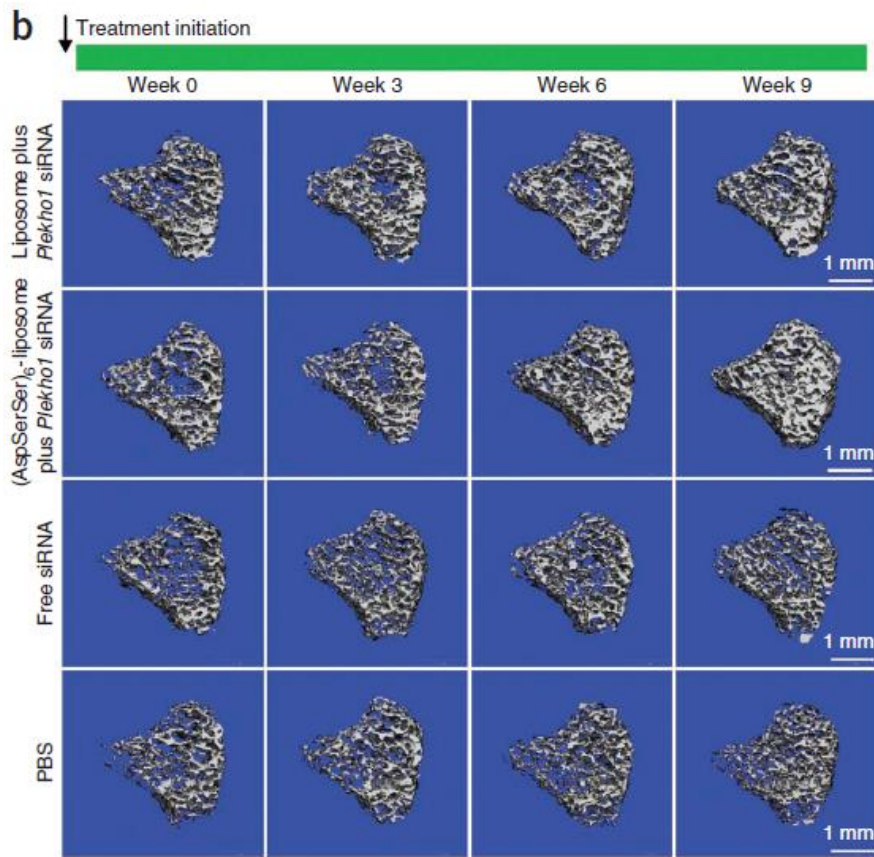 b
Treatment initiation
Week 0 Week 3 Week 6 Week 9
Liposome plus
Plekho1 siRNA
1 mm
(AspSerSer)6-liposome
plus Plekho1 siRNA
1 mm
Free siRNA
1 mm
PBS
1 mm